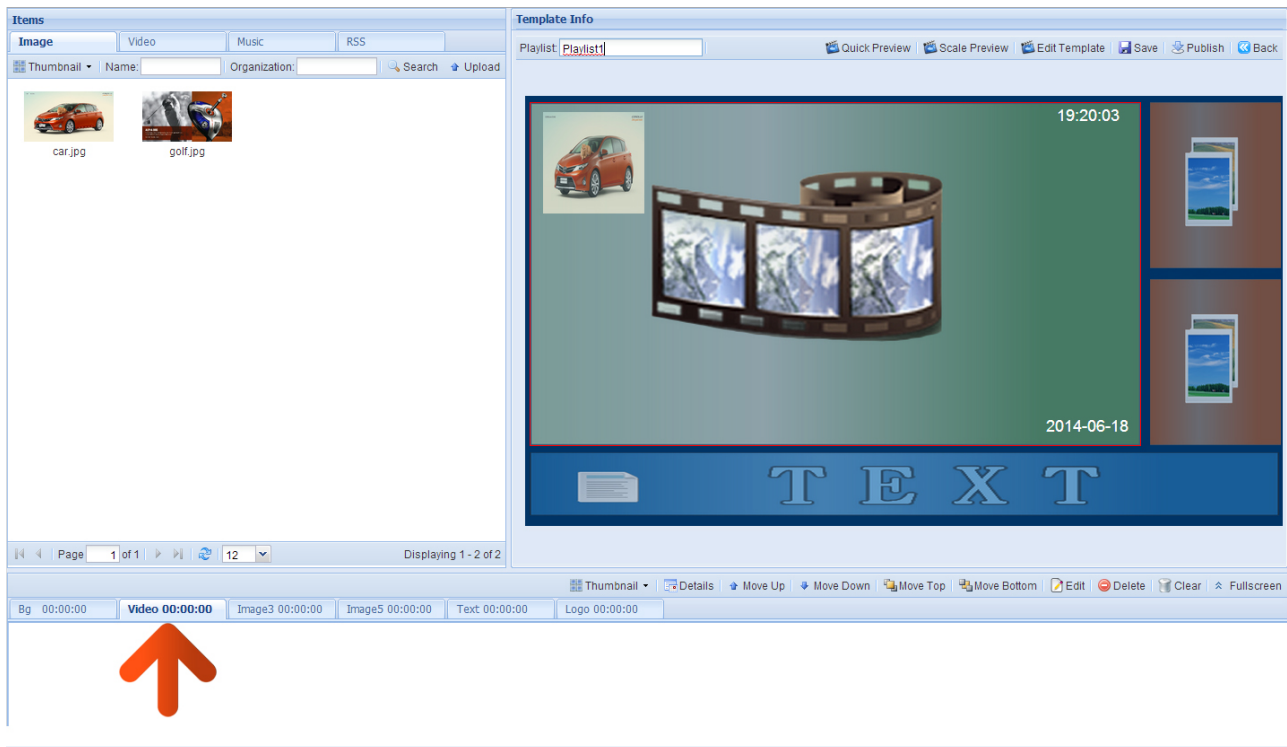 Items
Image Video Music RSS
Thumbnail Name: Organization: Search Upload
car.jpg golf.jpg
Page 1 of 1 12 Displaying 1 - 2 of 2
Template Info
Playlist: Playlist1 Quick Preview Scale Preview Edit Template Save Publish Back
19:20:03
2014-06-18
TEXT
Thumbnail Details Move Up Move Down Move Top Move Bottom Edit Delete Clear Fullscreen
Bg 00:00:00 Video 00:00:00 Image3 00:00:00 Image5 00:00:00 Text 00:00:00 Logo 00:00:00